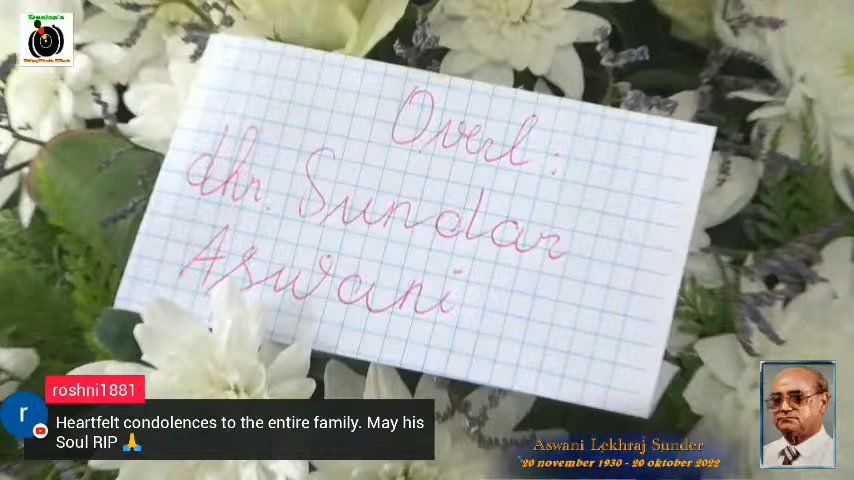 Dunlop's
Overl:
dhr. Sundar
Aswani
roshni1881
r
Heartfelt condolences to the entire family. May his
Soul RIP 🙏
Aswani Lekhraj Sunder
20 november 1930 - 20 oktober 2022